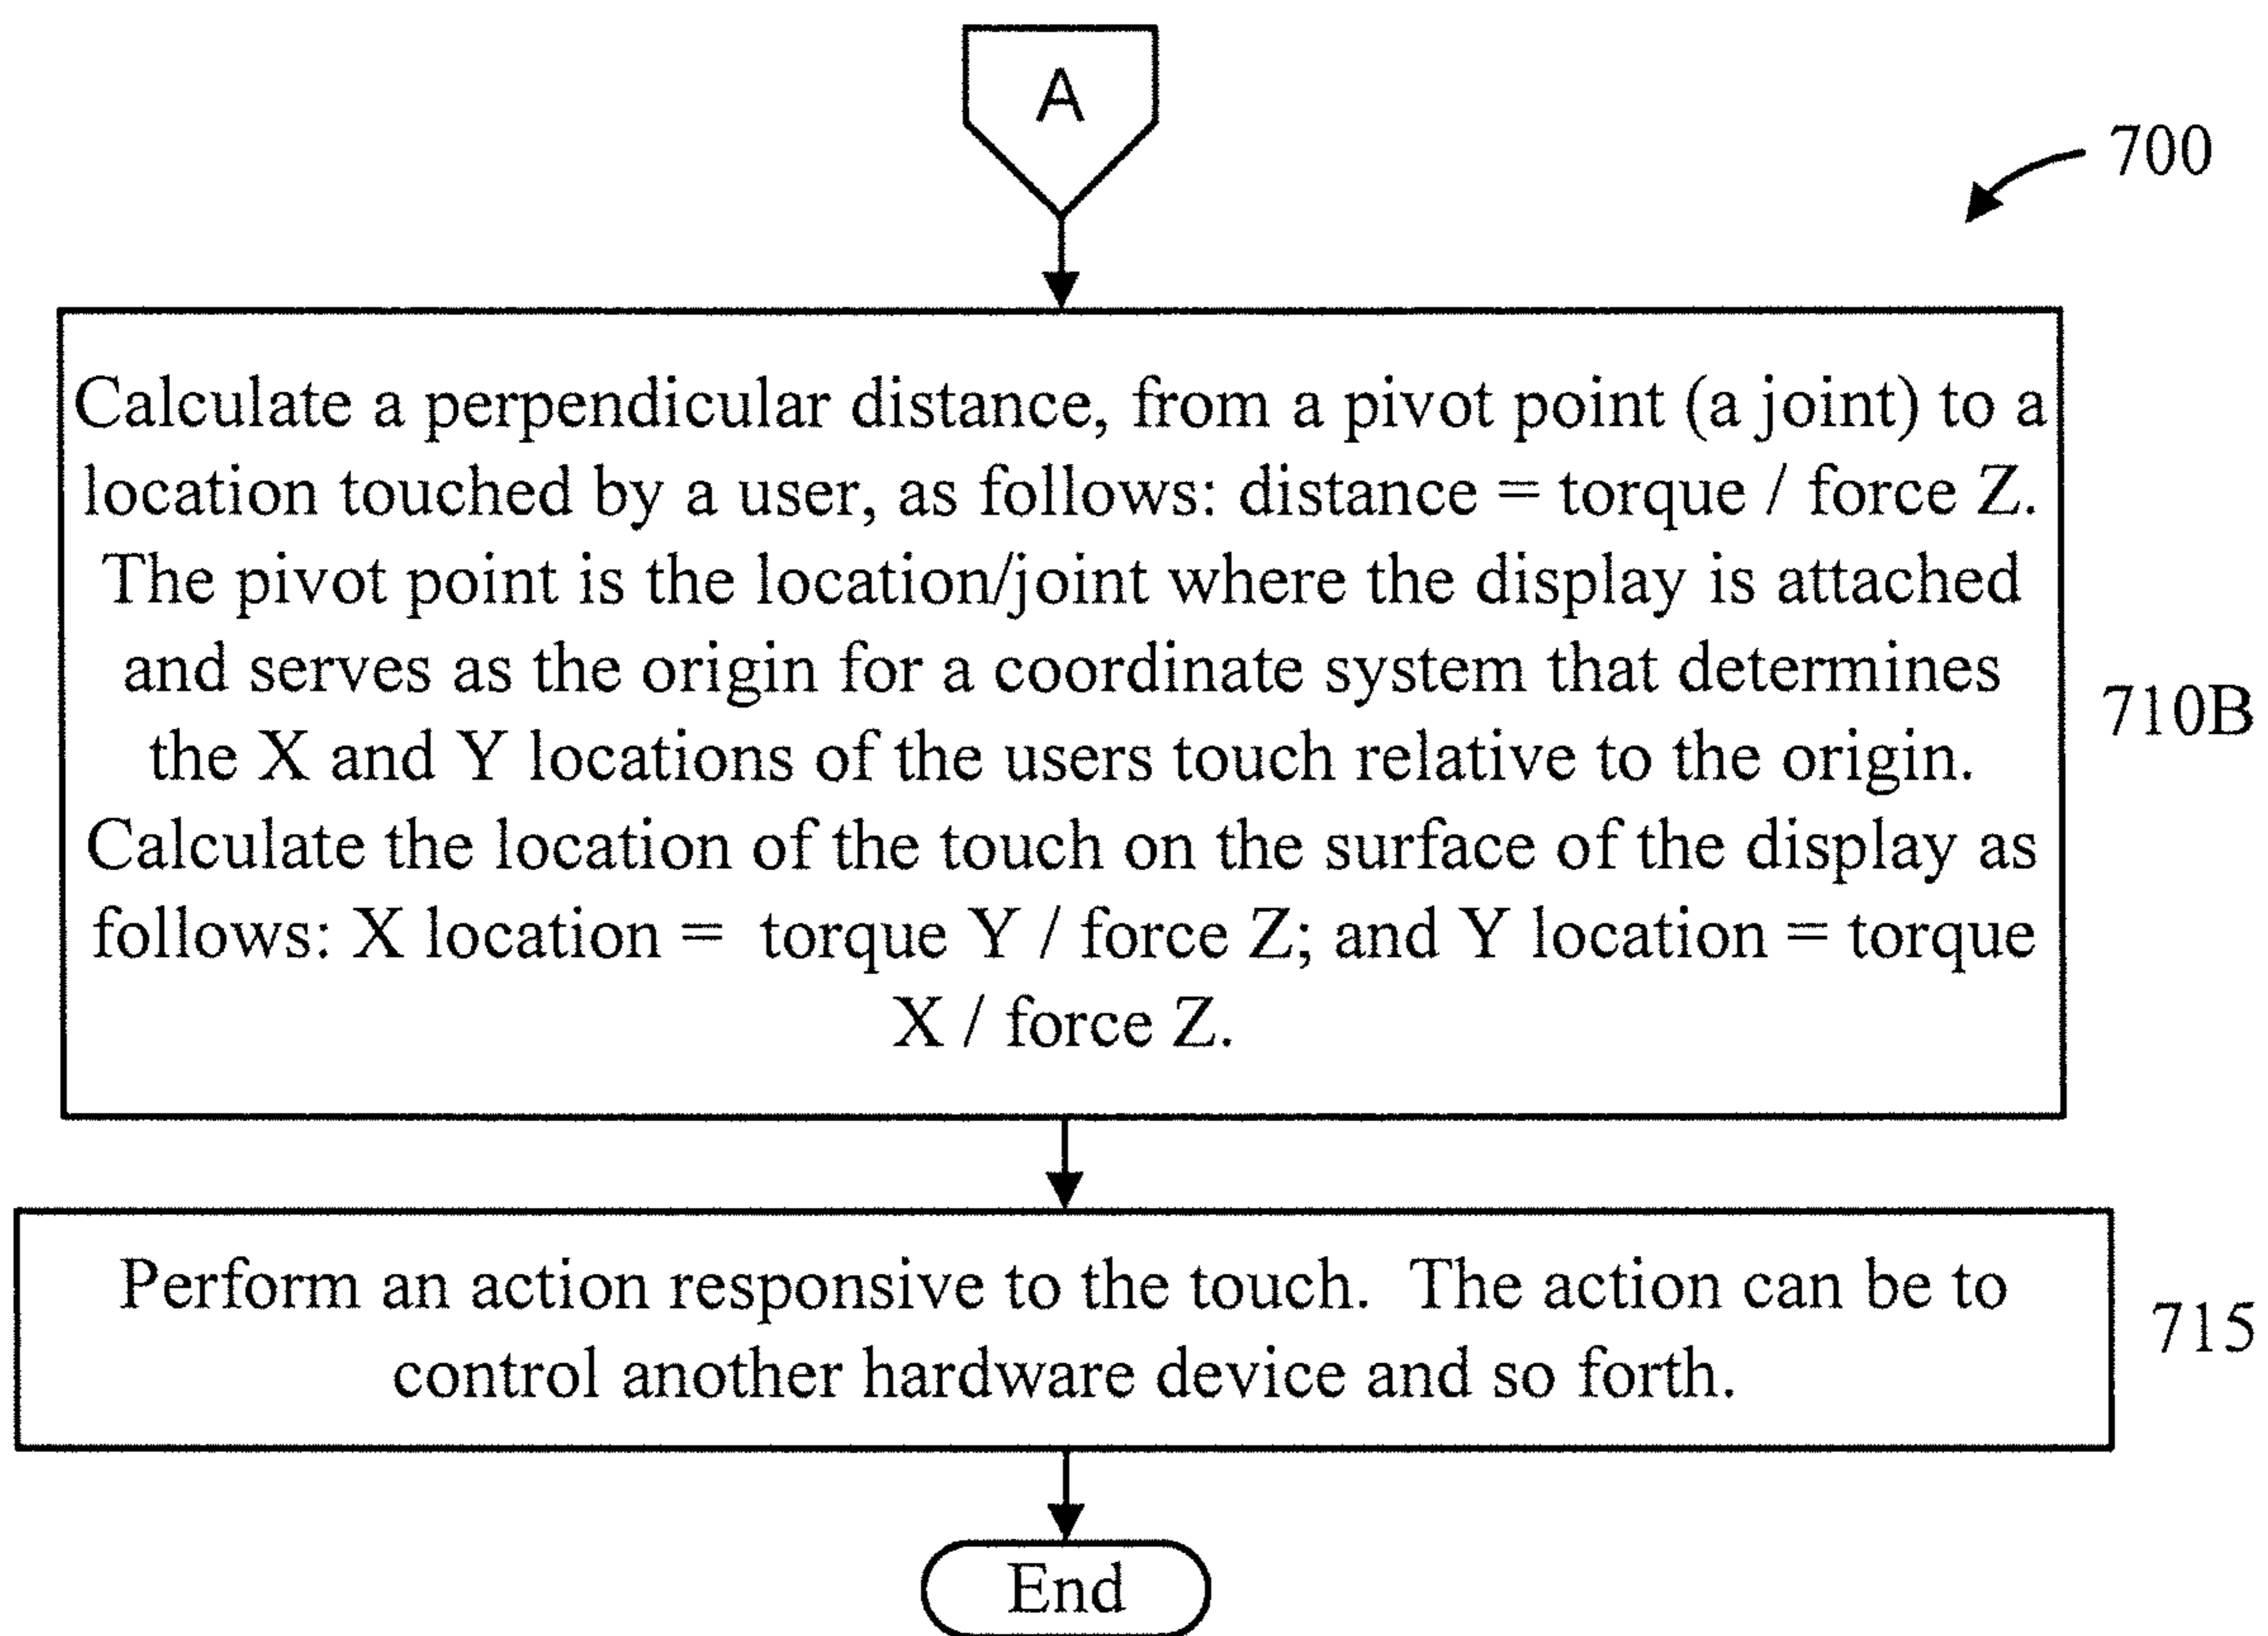 A
700
Calculate a perpendicular distance, from a pivot point (a joint) to a
location touched by a user, as follows: distance = torque / force Z.
The pivot point is the location/joint where the display is attached
and serves as the origin for a coordinate system that determines
the X and Y locations of the users touch relative to the origin.
Calculate the location of the touch on the surface of the display as
follows: X location = torque Y / force Z; and Y location = torque
X / force Z.
710B
Perform an action responsive to the touch. The action can be to
control another hardware device and so forth.
715
End